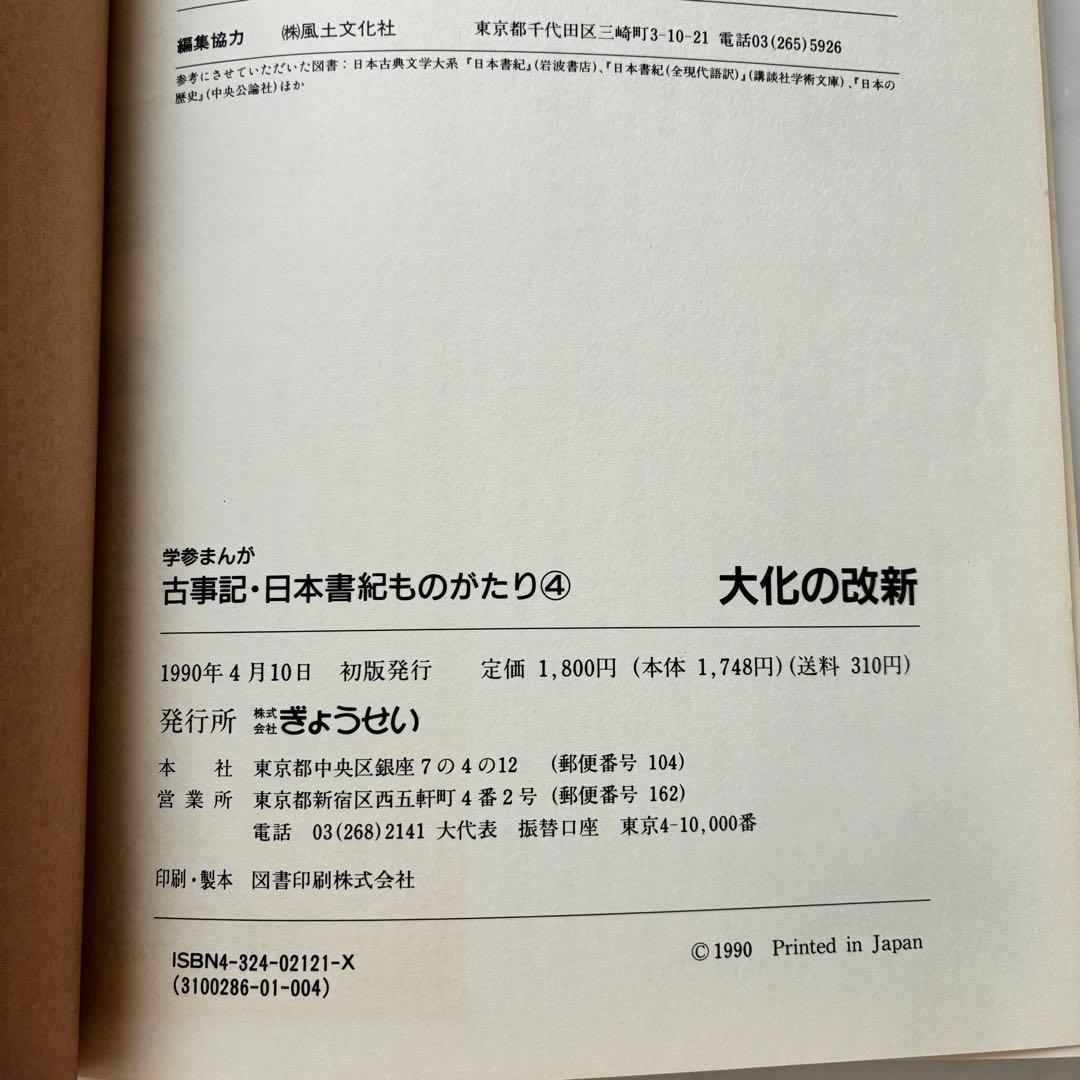 編集協力　㈱風土文化社　東京都千代田区三崎町3-10-21 電話03(265)5926
参考にさせていただいた図書：日本古典文学大系『日本書紀』(岩波書店)、『日本書紀(全現代語訳)』(講談社学術文庫)、『日本の
歴史』(中央公論社)ほか
学参まんが
古事記・日本書紀ものがたり④　大化の改新
1990年4月10日　初版発行　定価 1,800円 (本体 1,748円)(送料 310円)
発行所　株式会社ぎょうせい
本　社　東京都中央区銀座7の4の12　(郵便番号 104)
営業所　東京都新宿区西五軒町4番2号 (郵便番号 162)
電話　03(268)2141 大代表　振替口座　東京4-10,000番
印刷・製本　図書印刷株式会社
ISBN4-324-02121-X
(3100286-01-004)
©1990 Printed in Japan